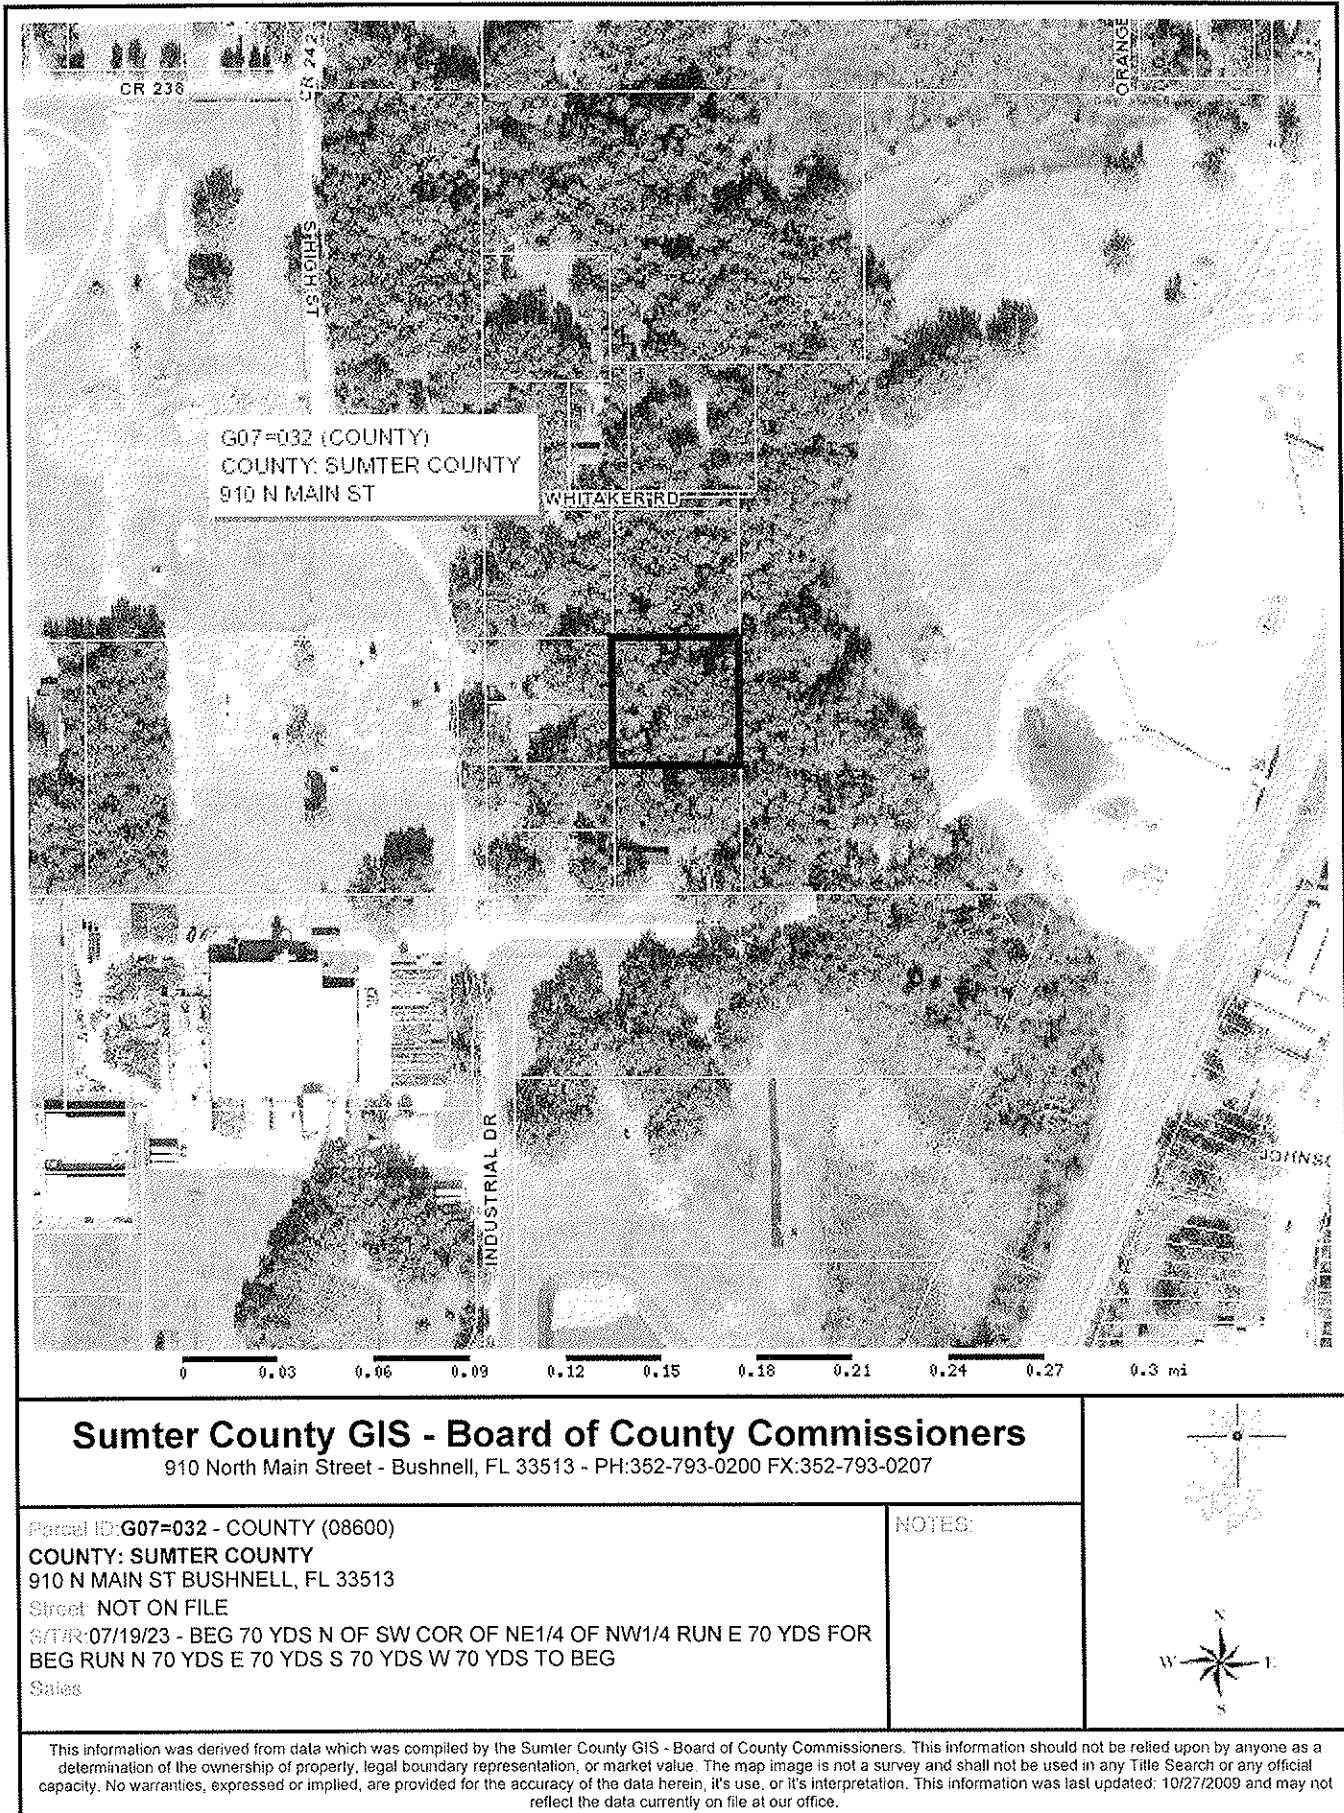 CR 236
CR 242
ORANGE
S HIGH ST
G07=032 (COUNTY)
COUNTY: SUMTER COUNTY
910 N MAIN ST
WHITAKER RD
INDUSTRIAL DR
JOHNSO
0 0.03 0.06 0.09 0.12 0.15 0.18 0.21 0.24 0.27 0.3 mi
Sumter County GIS - Board of County Commissioners
910 North Main Street - Bushnell, FL 33513 - PH:352-793-0200 FX:352-793-0207
Parcel ID:G07=032 - COUNTY (08600)
COUNTY: SUMTER COUNTY
910 N MAIN ST BUSHNELL, FL 33513
Street: NOT ON FILE
S/T/R:07/19/23 - BEG 70 YDS N OF SW COR OF NE1/4 OF NW1/4 RUN E 70 YDS FOR
BEG RUN N 70 YDS E 70 YDS S 70 YDS W 70 YDS TO BEG
Sales
NOTES:
N
W E
S
This information was derived from data which was compiled by the Sumter County GIS - Board of County Commissioners. This information should not be relied upon by anyone as a
determination of the ownership of property, legal boundary representation, or market value. The map image is not a survey and shall not be used in any Title Search or any official
capacity. No warranties, expressed or implied, are provided for the accuracy of the data herein, it's use, or it's interpretation. This information was last updated: 10/27/2009 and may not
reflect the data currently on file at our office.